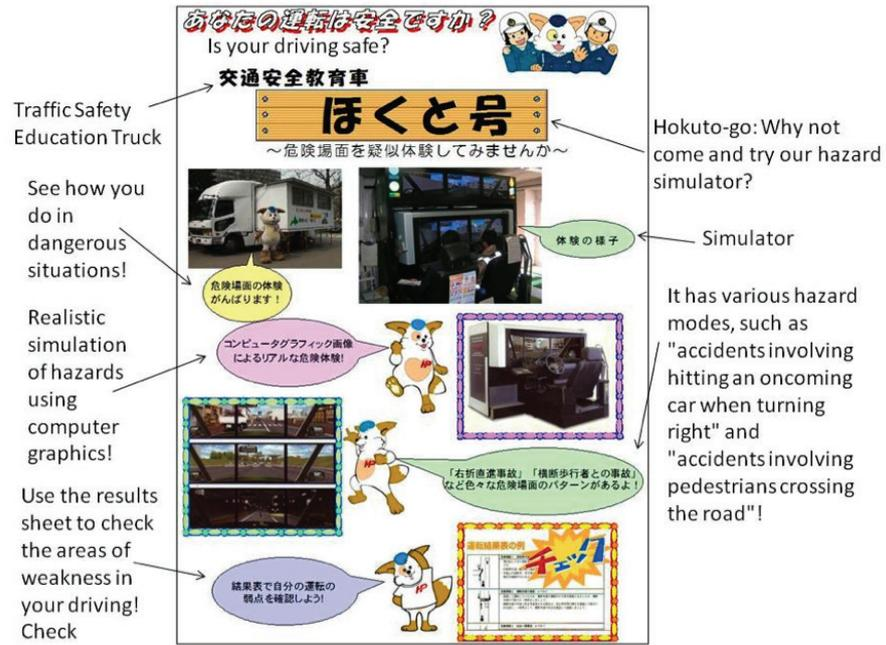 あなたの運転は安全ですか？
Is your driving safe?
交通安全教育車
ほくと号
～危険場面を疑似体験してみませんか～
Traffic Safety
Education Truck
Hokuto-go: Why not
come and try our hazard
simulator?
See how you
do in
dangerous
situations!
危険場面の体験
がんばります！
体験の様子
Simulator
Realistic
simulation
of hazards
using
computer
graphics!
コンピュータグラフィック画像
によるリアルな危険体験!
HP
It has various hazard
modes, such as
"accidents involving
hitting an oncoming
car when turning
right" and
"accidents involving
pedestrians crossing
the road"!
HP
「右折直進事故」「横断歩行者との事故」
など色々な危険場面のパターンがあるよ！
Use the results
sheet to check
the areas of
weakness in
your driving!
Check
結果表で自分の運転の
弱点を確認しよう!
HP
運転結果表の例
チェック